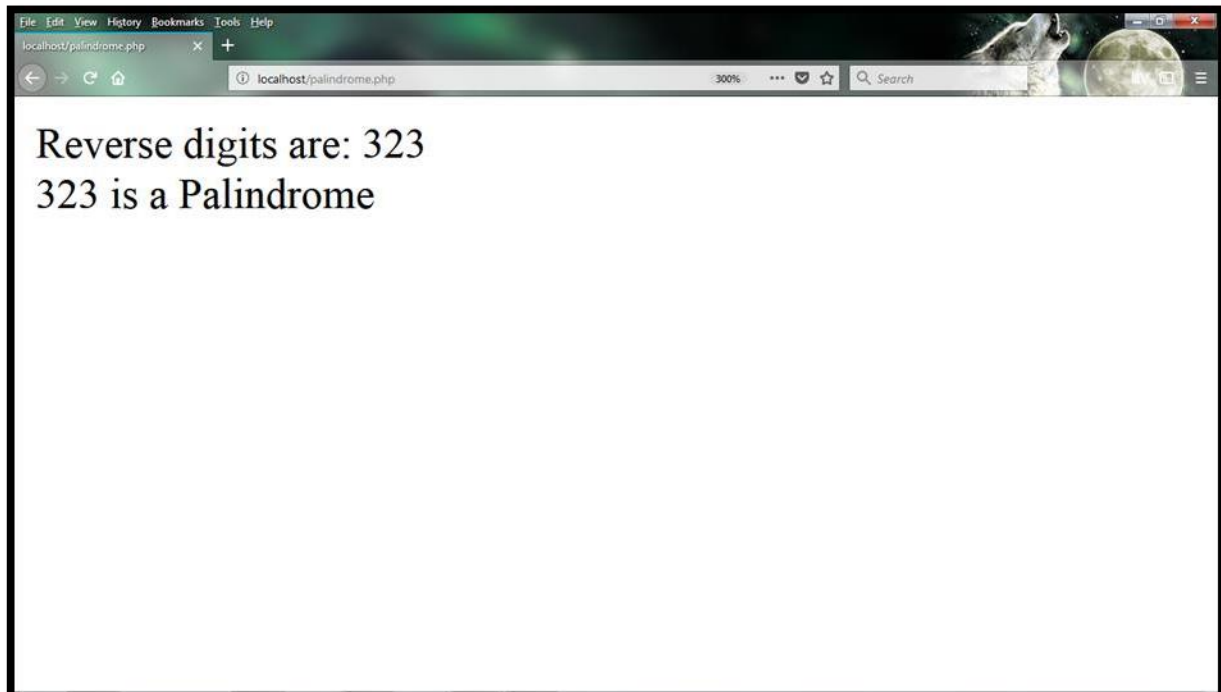 File Edit View History Bookmarks Tools Help
localhost/palindrome.php
localhost/palindrome.php 300% Search
Reverse digits are: 323
323 is a Palindrome